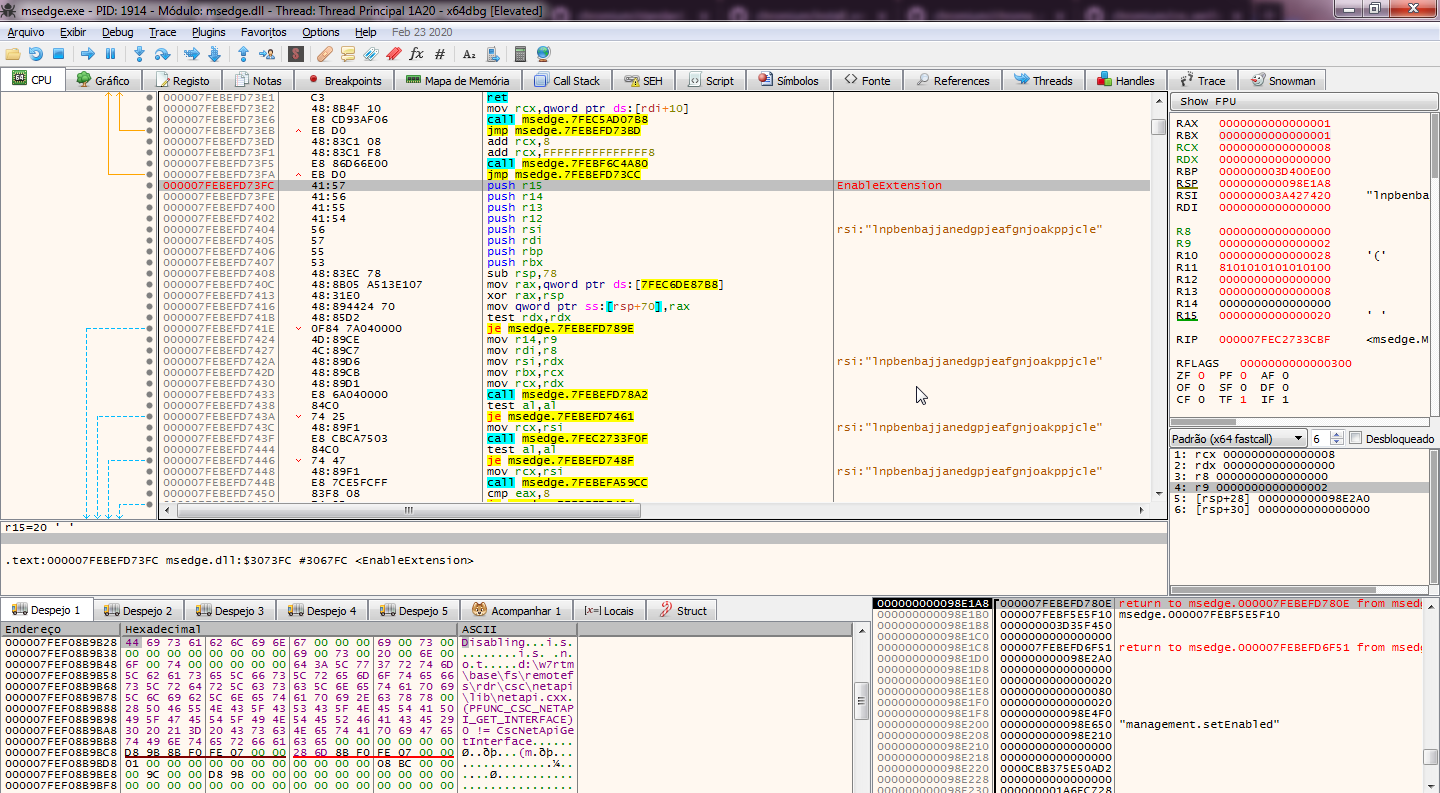 msedge.exe - PID: 1914 - Módulo: msedge.dll - Thread: Thread Principal 1A20 - x64dbg [Elevated]
Arquivo Exibir Debug Trace Plugins Favoritos Options Help Feb 23 2020
CPU Gráfico Registo Notas Breakpoints Mapa de Memória Call Stack SEH Script Símbolos Fonte References Threads Handles Trace Snowman
000007FEBEFD73E1 C3 ret
000007FEBEFD73E2 48:8B4F 10 mov rcx,qword ptr ds:[rdi+10]
000007FEBEFD73E6 E8 CD93AF06 call msedge.7FEC5AD07B8
000007FEBEFD73EB EB D0 jmp msedge.7FEBEFD73BD
000007FEBEFD73ED 48:83C1 08 add rcx,8
000007FEBEFD73F1 48:83C1 F8 add rcx,FFFFFFFFFFFFFFF8
000007FEBEFD73F5 E8 86D66E00 call msedge.7FEBF6C4A80
000007FEBEFD73FA EB D0 jmp msedge.7FEBEFD73CC
000007FEBEFD73FC 41:57 push r15 EnableExtension
000007FEBEFD73FE 41:56 push r14
000007FEBEFD7400 41:55 push r13
000007FEBEFD7402 41:54 push r12
000007FEBEFD7404 56 push rsi rsi:"lnpbenbajjanedgpjeafgnjoakppjcle"
000007FEBEFD7405 57 push rdi
000007FEBEFD7406 55 push rbp
000007FEBEFD7407 53 push rbx
000007FEBEFD7408 48:83EC 78 sub rsp,78
000007FEBEFD740C 48:8B05 A513E107 mov rax,qword ptr ds:[7FEC6DE87B8]
000007FEBEFD7413 48:31E0 xor rax,rsp
000007FEBEFD7416 48:894424 70 mov qword ptr ss:[rsp+70],rax
000007FEBEFD741B 48:85D2 test rdx,rdx
000007FEBEFD741E 0F84 7A040000 je msedge.7FEBEFD789E
000007FEBEFD7424 4D:89CE mov r14,r9
000007FEBEFD7427 4C:89C7 mov rdi,r8
000007FEBEFD742A 48:89D6 mov rsi,rdx rsi:"lnpbenbajjanedgpjeafgnjoakppjcle"
000007FEBEFD742D 48:89CB mov rbx,rcx
000007FEBEFD7430 48:89D1 mov rcx,rdx
000007FEBEFD7433 E8 6A040000 call msedge.7FEBEFD78A2
000007FEBEFD7438 84C0 test al,al
000007FEBEFD743A 74 25 je msedge.7FEBEFD7461
000007FEBEFD743C 48:89F1 mov rcx,rsi rsi:"lnpbenbajjanedgpjeafgnjoakppjcle"
000007FEBEFD743F E8 CBCA7503 call msedge.7FEC2733F0F
000007FEBEFD7444 84C0 test al,al
000007FEBEFD7446 74 47 je msedge.7FEBEFD748F
000007FEBEFD7448 48:89F1 mov rcx,rsi rsi:"lnpbenbajjanedgpjeafgnjoakppjcle"
000007FEBEFD744B E8 7CE5FCFF call msedge.7FEBEFA59CC
000007FEBEFD7450 83F8 08 cmp eax,8
Show FPU
RAX 0000000000000001
RBX 0000000000000001
RCX 0000000000000008
RDX 0000000000000000
RBP 000000003D400E00
RSP 000000000098E1A8
RSI 000000003A427420 "lnpbenba
RDI 0000000000000000
R8 0000000000000000
R9 0000000000000002
R10 0000000000000028 '('
R11 8101010101010100
R12 0000000000000000
R13 0000000000000008
R14 0000000000000000
R15 0000000000000020 ' '
RIP 000007FEC2733CBF <msedge.M
RFLAGS 0000000000000300
ZF 0 PF 0 AF 0
OF 0 SF 0 DF 0
CF 0 TF 1 IF 1
Padrão (x64 fastcall) 6 Desbloqueado
1: rcx 0000000000000008
2: rdx 0000000000000000
3: r8 0000000000000000
4: r9 0000000000000002
5: [rsp+28] 000000000098E2A0
6: [rsp+30] 0000000000000000
r15=20 ' '
.text:000007FEBEFD73FC msedge.dll:$3073FC #3067FC <EnableExtension>
Despejo 1 Despejo 2 Despejo 3 Despejo 4 Despejo 5 Acompanhar 1 [x=] Locais Struct
Endereço Hexadecimal ASCII
000007FEF08B9B28 44 69 73 61 62 6C 69 6E 67 00 00 00 69 00 73 00 Disabling...i.s.
000007FEF08B9B38 00 00 00 00 00 00 00 00 69 00 73 00 20 00 6E 00 ........i.s. .n.
000007FEF08B9B48 6F 00 74 00 00 00 00 00 64 3A 5C 77 37 72 74 6D o.t.....d:\w7rtm
000007FEF08B9B58 5C 62 61 73 65 5C 66 73 5C 72 65 6D 6F 74 65 66 \base\fs\remotef
000007FEF08B9B68 73 5C 72 64 72 5C 63 73 63 5C 6E 65 74 61 70 69 s\rdr\csc\netapi
000007FEF08B9B78 5C 6C 69 62 5C 6E 65 74 61 70 69 2E 63 78 78 00 \lib\netapi.cxx.
000007FEF08B9B88 28 50 46 55 4E 43 5F 43 53 43 5F 4E 45 54 41 50 (PFUNC_CSC_NETAP
000007FEF08B9B98 49 5F 47 45 54 5F 49 4E 54 45 52 46 41 43 45 29 I_GET_INTERFACE)
000007FEF08B9BA8 30 20 21 3D 20 43 73 63 4E 65 74 41 70 69 47 65 0 != CscNetApiGe
000007FEF08B9BB8 74 49 6E 74 65 72 66 61 63 65 00 00 00 00 00 00 tInterface......
000007FEF08B9BC8 D8 9B 8B F0 FE 07 00 00 28 6D 8B F0 FE 07 00 00 Ø..ðþ...(m.ðþ...
000007FEF08B9BD8 01 00 00 00 00 00 00 00 00 00 00 00 08 BC 00 00 .............¼..
000007FEF08B9BE8 00 9C 00 00 D8 9B 00 00 00 00 00 00 00 00 00 00 ....Ø...........
000007FEF08B9BF8
000000000098E1A8 000007FEBEFD780E return to msedge.000007FEBEFD780E from msed
000000000098E1B0 000007FEBF5E5F10 msedge.000007FEBF5E5F10
000000000098E1B8 000000003D35F450
000000000098E1C0 0000000000000000
000000000098E1C8 000007FEBEFD6F51 return to msedge.000007FEBEFD6F51 from msed
000000000098E1D0 000000000098E2A0
000000000098E1D8 0000000000000000
000000000098E1E0 0000000000000020
000000000098E1E8 0000000000000080
000000000098E1F0 0000000000000020
000000000098E1F8 000000000098E4F0
000000000098E200 000000000098E650 "management.setEnabled"
000000000098E208 000000000098E210
000000000098E210 0000000000000000
000000000098E218 0000000000000000
000000000098E220 0000CBB375E50AD2
000000000098E228 0000000000000000
000000000098E230 000000001A6FC728